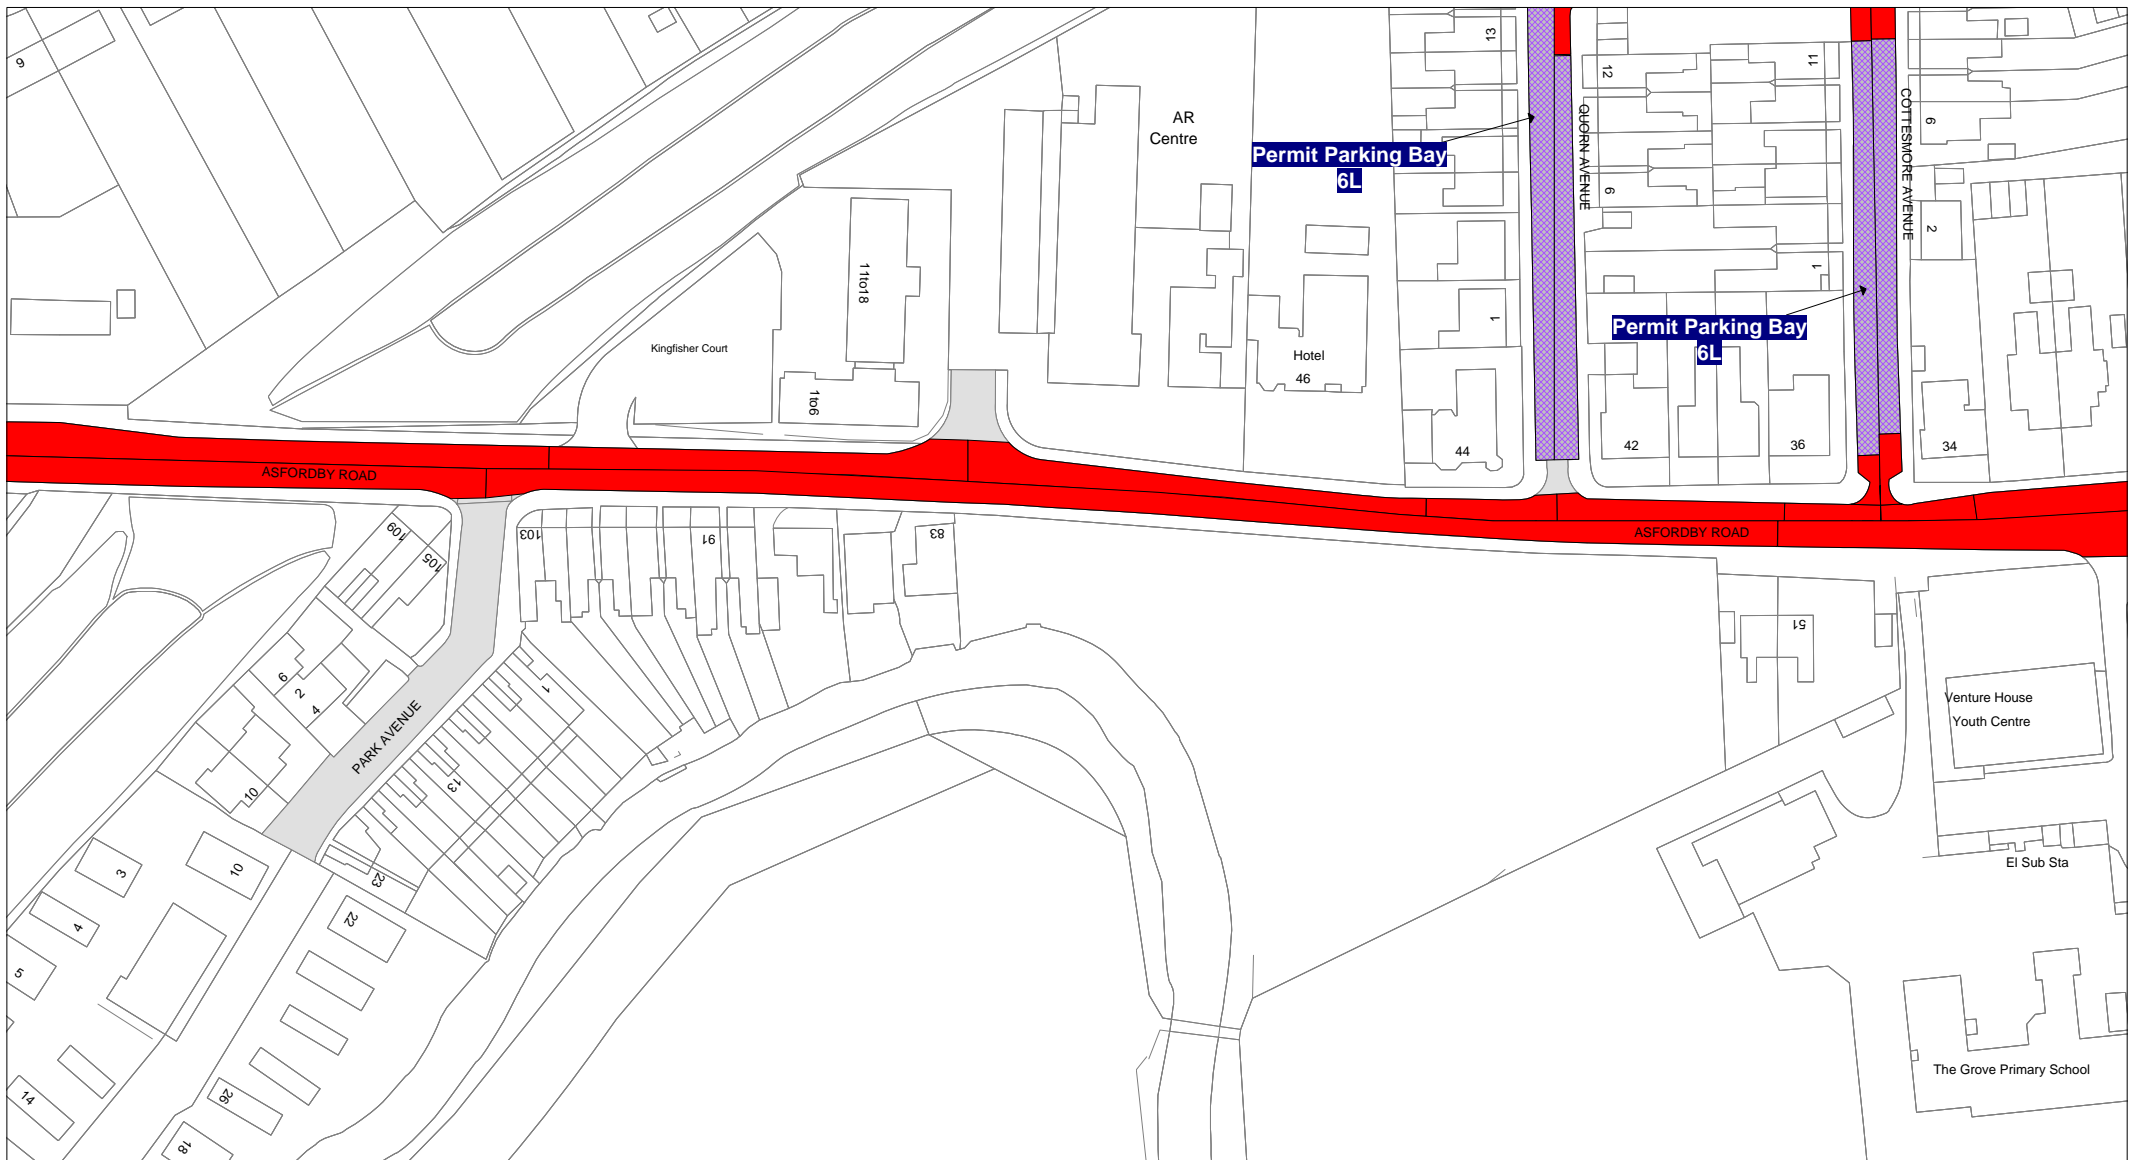 9
13
12
11
AR
Centre
QUORN AVENUE
COTTESMORE AVENUE
9
Permit Parking Bay
6L
6
2
11to18
1
Permit Parking Bay
6L
1
Kingfisher Court
Hotel
46
1to6
44
42
36
34
ASFORDBY ROAD
ASFORDBY ROAD
109
105
103
91
83
51
6
2
4
1
PARK AVENUE
Venture House
Youth Centre
13
10
El Sub Sta
3
10
23
4
22
5
The Grove Primary School
14
26
18